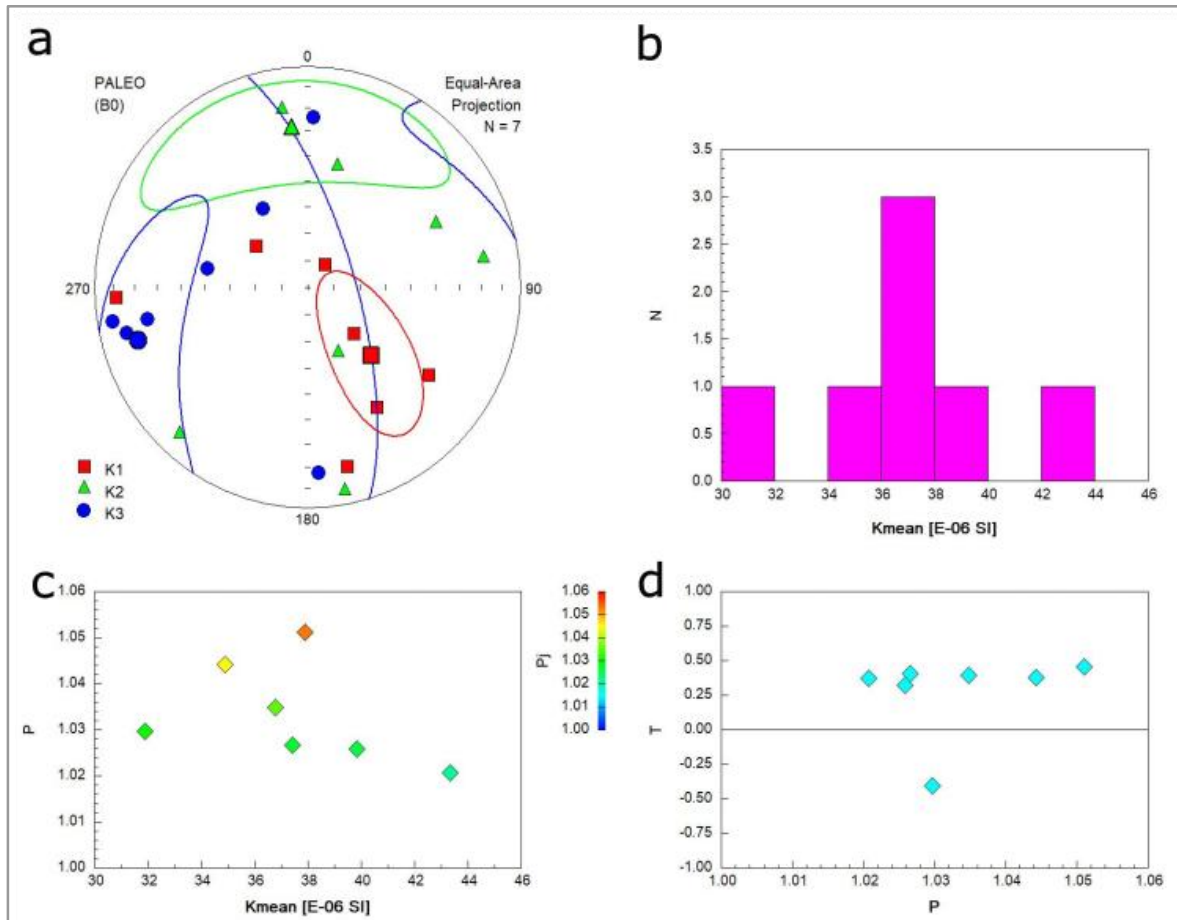 a
0
PALEO
(B0)
Equal-Area
Projection
N = 7
270
90
180
K1
K2
K3
b
3.5
3.0
2.5
2.0
1.5
1.0
0.5
0.0
N
30 32 34 36 38 40 42 44 46
Kmean [E-06 SI]
c
1.06
1.05
1.04
1.03
1.02
1.01
1.00
P
30 32 34 36 38 40 42 44 46
Kmean [E-06 SI]
Pj
1.06
1.05
1.04
1.03
1.02
1.01
1.00
d
1.00
0.75
0.50
0.25
0.00
-0.25
-0.50
-0.75
-1.00
T
1.00 1.01 1.02 1.03 1.04 1.05 1.06
P